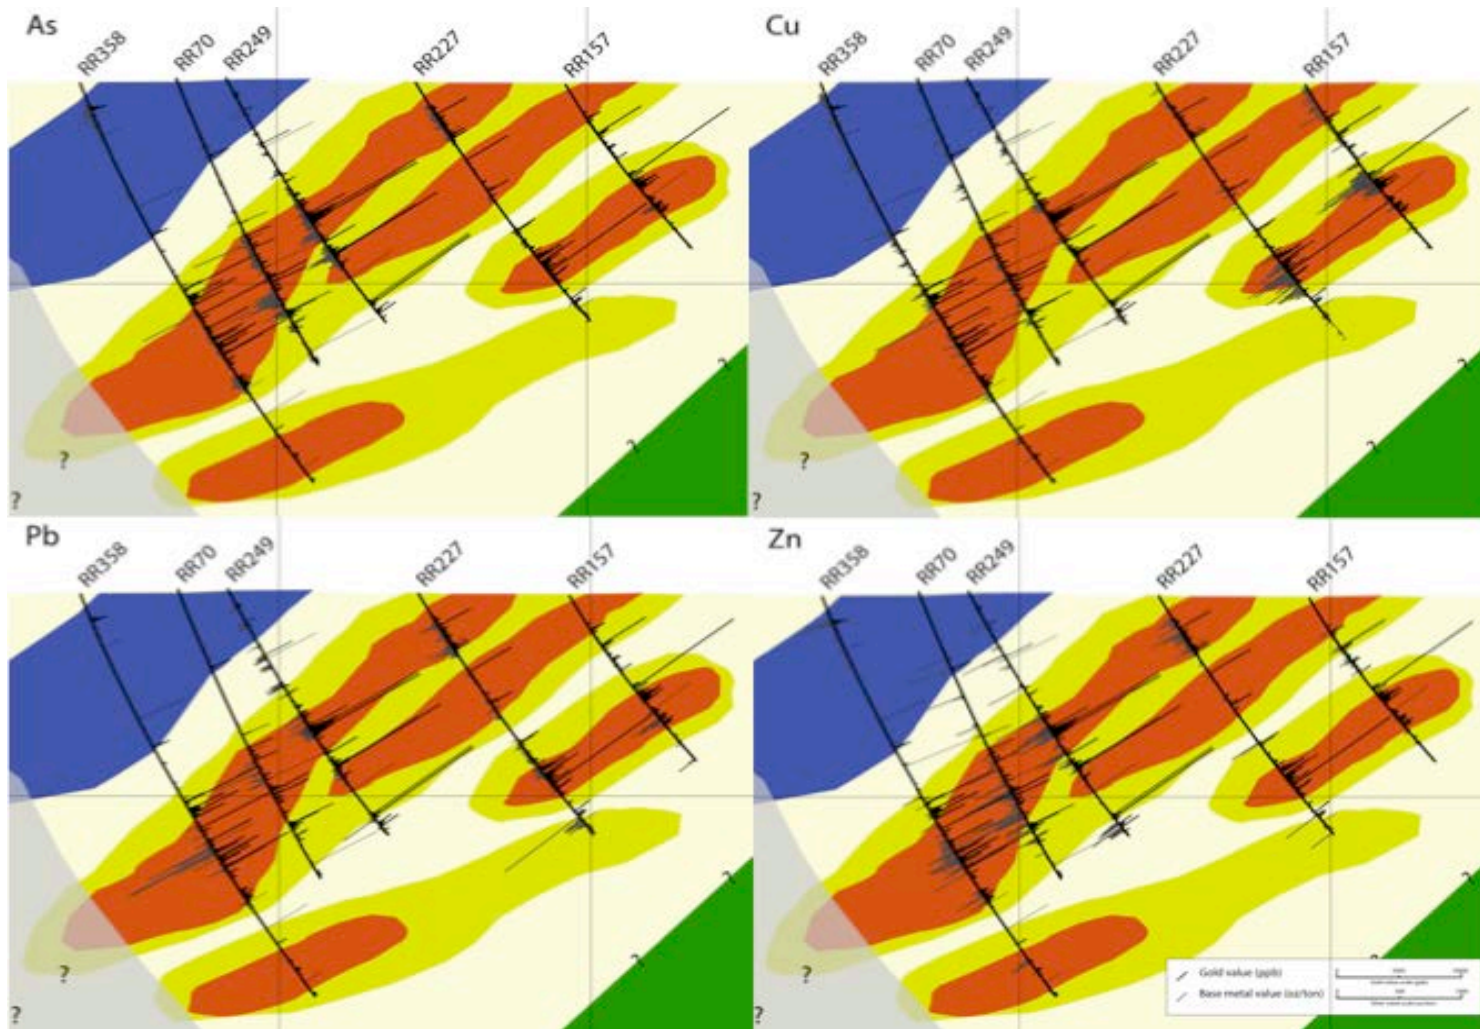 As
RR358
RR70
RR249
RR227
RR157
?
?
?
?
Cu
RR358
RR70
RR249
RR227
RR157
?
?
?
?
Pb
RR358
RR70
RR249
RR227
RR157
?
?
?
?
Zn
RR358
RR70
RR249
RR227
RR157
?
?
?
?
Gold value (ppb)
Base metal value (oz/ton)